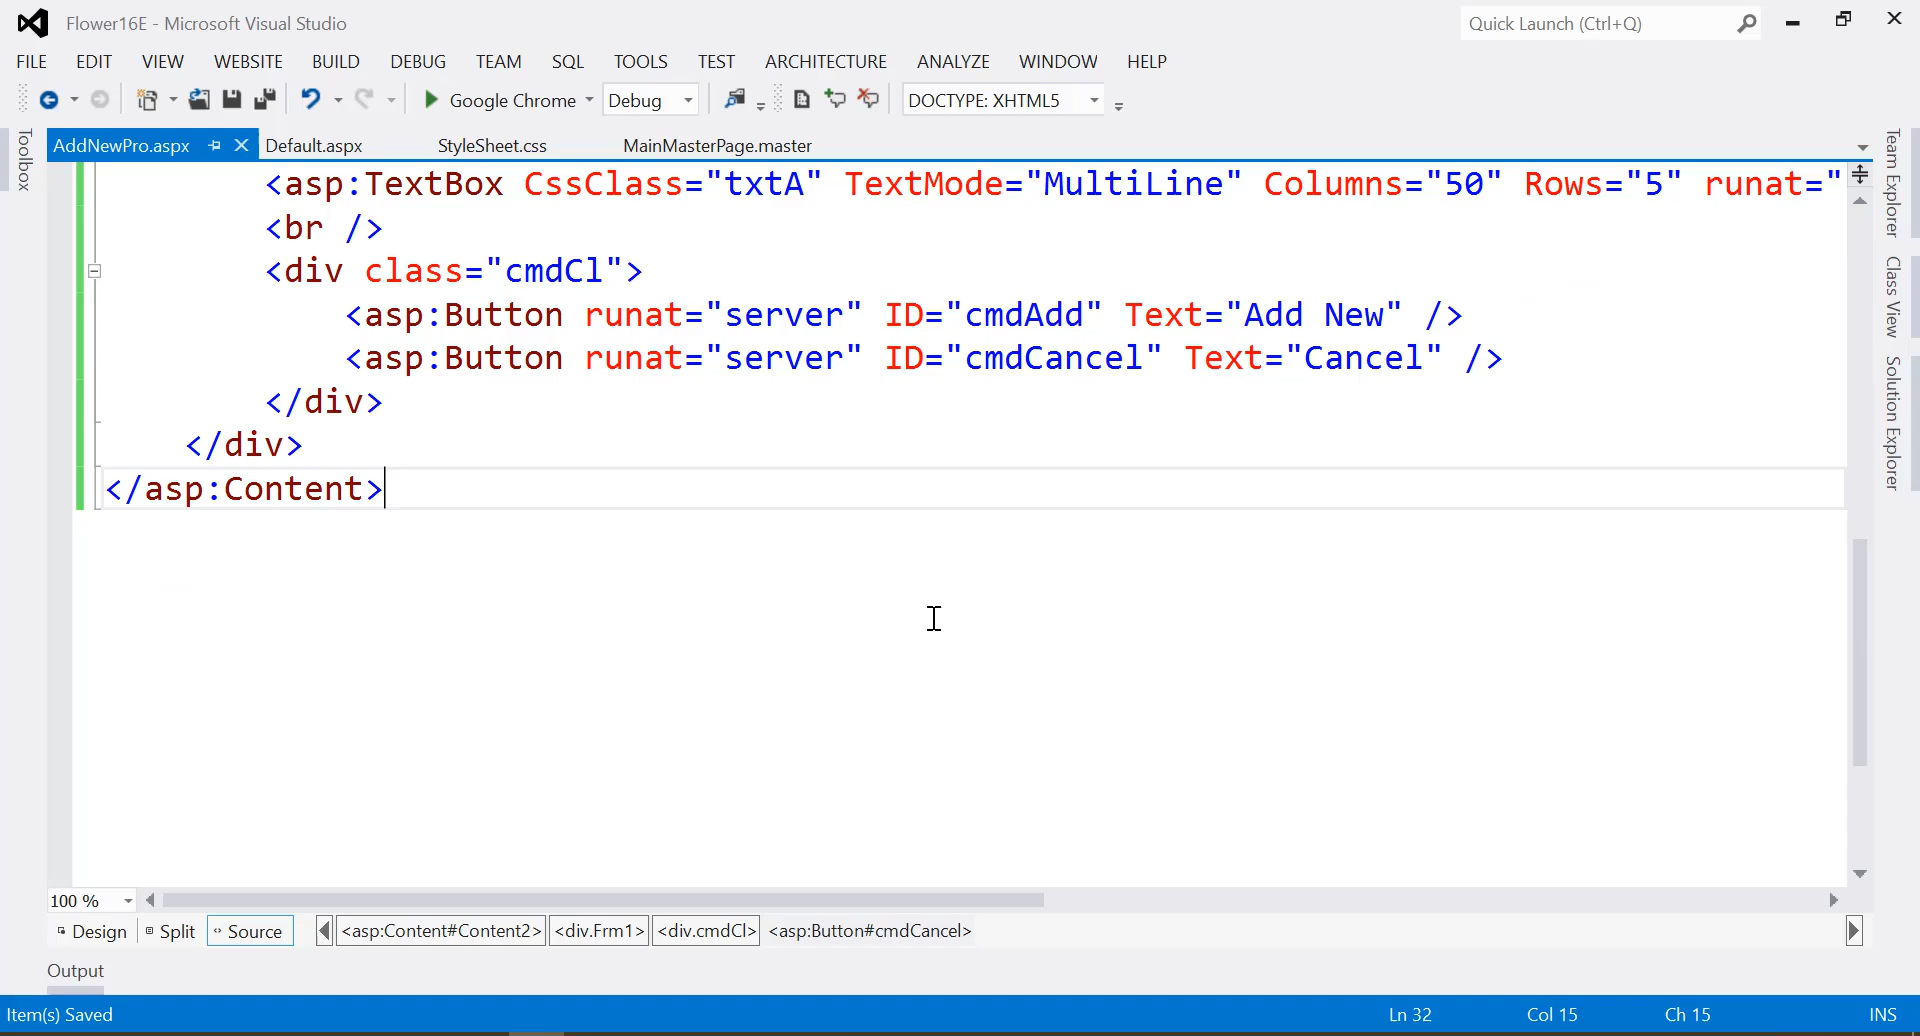 Flower16E - Microsoft Visual Studio
Quick Launch (Ctrl+Q)
FILE EDIT VIEW WEBSITE BUILD DEBUG TEAM SQL TOOLS TEST ARCHITECTURE ANALYZE WINDOW HELP
Google Chrome Debug DOCTYPE: XHTML5
Toolbox
AddNewPro.aspx Default.aspx StyleSheet.css MainMasterPage.master
<asp:TextBox CssClass="txtA" TextMode="MultiLine" Columns="50" Rows="5" runat="
<br />
<div class="cmdCl">
<asp:Button runat="server" ID="cmdAdd" Text="Add New" />
<asp:Button runat="server" ID="cmdCancel" Text="Cancel" />
</div>
</div>
</asp:Content>
Team Explorer
Class View
Solution Explorer
100 %
Design Split Source <asp:Content#Content2> <div.Frm1> <div.cmdCl> <asp:Button#cmdCancel>
Output
Item(s) Saved Ln 32 Col 15 Ch 15 INS